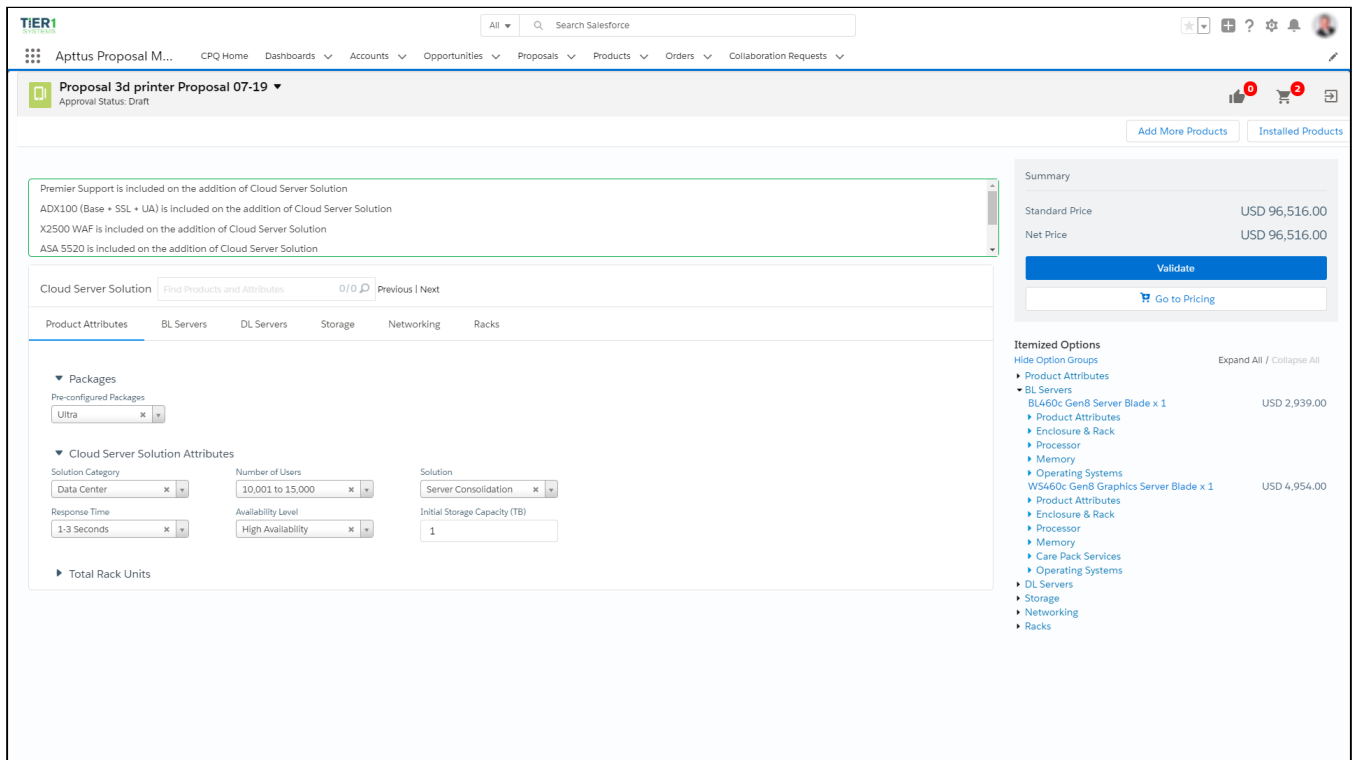 TIER1
SYSTEMS
All
Search Salesforce
Apttus Proposal M...
CPQ Home
Dashboards
Accounts
Opportunities
Proposals
Products
Orders
Collaboration Requests
Proposal 3d printer Proposal 07-19
Approval Status: Draft
0
2
Add More Products
Installed Products
Premier Support is included on the addition of Cloud Server Solution
ADX100 (Base + SSL + UA) is included on the addition of Cloud Server Solution
X2500 WAF is included on the addition of Cloud Server Solution
ASA 5520 is included on the addition of Cloud Server Solution
Cloud Server Solution
Find Products and Attributes
0/0
Previous | Next
Product Attributes
BL Servers
DL Servers
Storage
Networking
Racks
Packages
Pre-configured Packages
Ultra
Cloud Server Solution Attributes
Solution Category
Number of Users
Solution
Data Center
10,001 to 15,000
Server Consolidation
Response Time
Availability Level
Initial Storage Capacity (TB)
1-3 Seconds
High Availability
1
Total Rack Units
Summary
Standard Price USD 96,516.00
Net Price USD 96,516.00
Validate
Go to Pricing
Itemized Options
Hide Option Groups
Expand All / Collapse All
Product Attributes
BL Servers
BL460c Gen8 Server Blade x 1 USD 2,939.00
Product Attributes
Enclosure & Rack
Processor
Memory
Operating Systems
WS460c Gen8 Graphics Server Blade x 1 USD 4,954.00
Product Attributes
Enclosure & Rack
Processor
Memory
Care Pack Services
Operating Systems
DL Servers
Storage
Networking
Racks